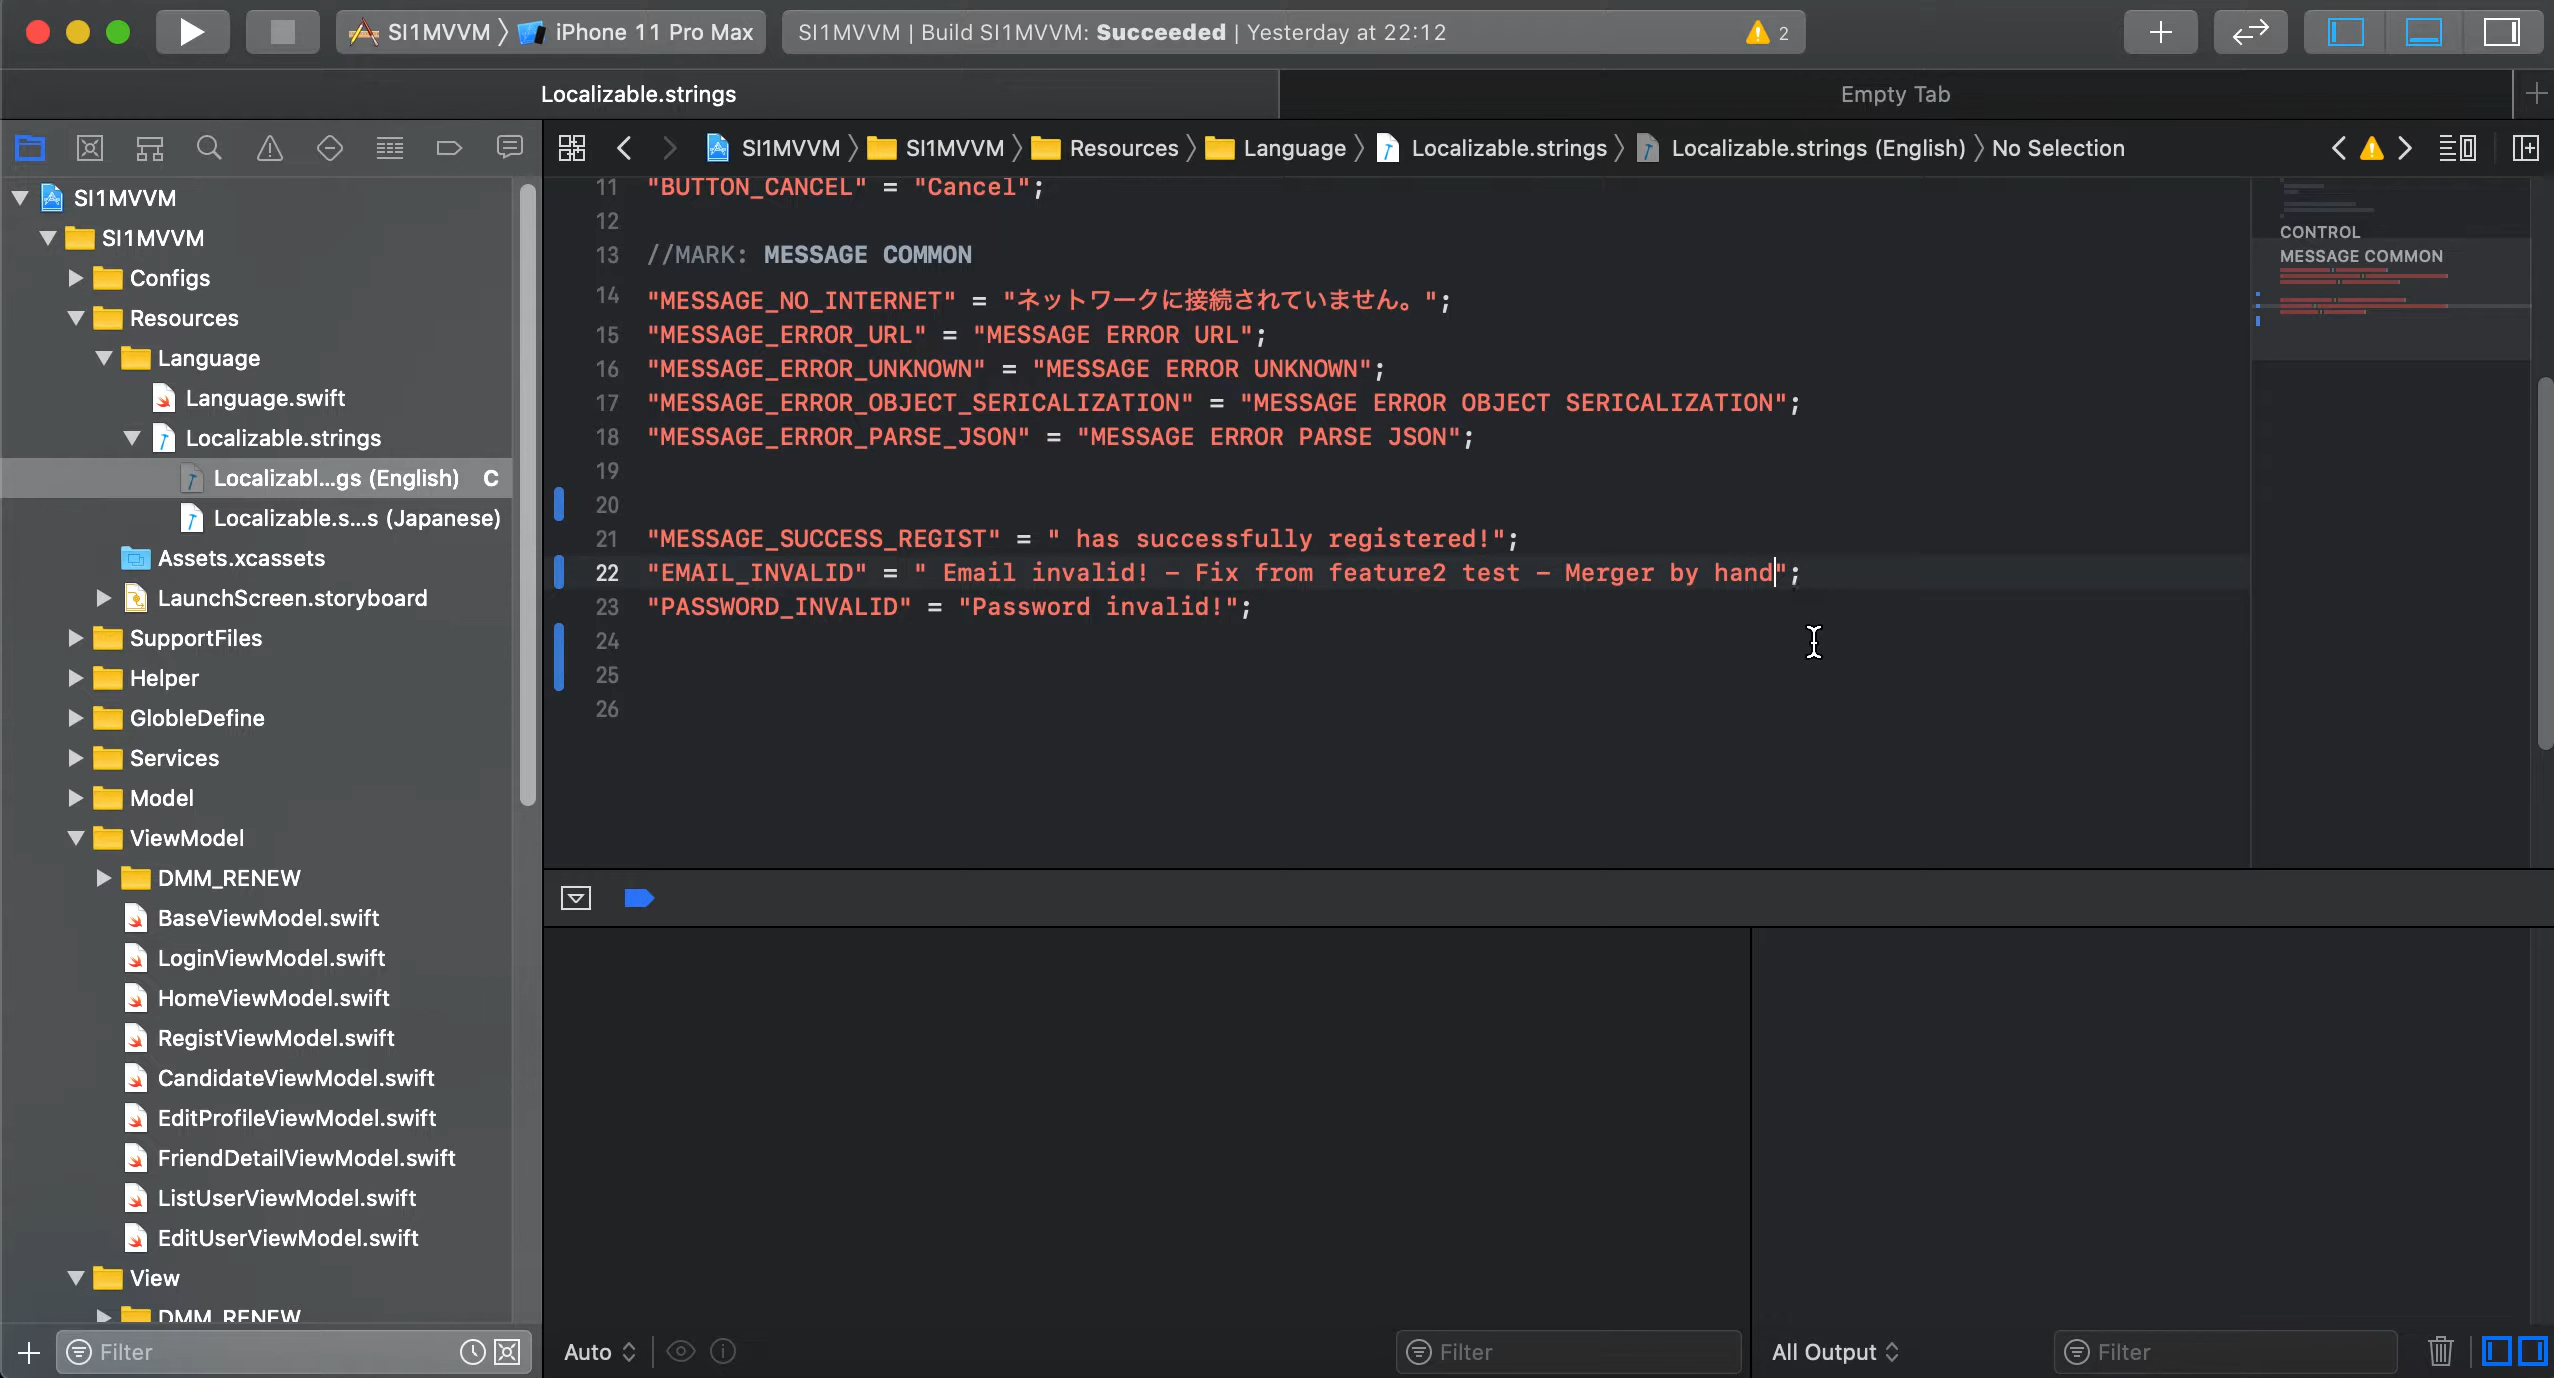 SI1MVVM 〉 iPhone 11 Pro Max
SI1MVVM | Build SI1MVVM: Succeeded | Yesterday at 22:12
2
Localizable.strings
Empty Tab
SI1MVVM 〉 SI1MVVM 〉 Resources 〉 Language 〉 Localizable.strings 〉 Localizable.strings (English) 〉 No Selection
SI1MVVM
SI1MVVM
Configs
Resources
Language
Language.swift
Localizable.strings
Localizabl...gs (English) C
Localizable.s...s (Japanese)
Assets.xcassets
LaunchScreen.storyboard
SupportFiles
Helper
GlobleDefine
Services
Model
ViewModel
DMM_RENEW
BaseViewModel.swift
LoginViewModel.swift
HomeViewModel.swift
RegistViewModel.swift
CandidateViewModel.swift
EditProfileViewModel.swift
FriendDetailViewModel.swift
ListUserViewModel.swift
EditUserViewModel.swift
View
DMM_RENEW
Filter
11 "BUTTON_CANCEL" = "Cancel";
12
13 //MARK: MESSAGE COMMON
14 "MESSAGE_NO_INTERNET" = "ネットワークに接続されていません。";
15 "MESSAGE_ERROR_URL" = "MESSAGE ERROR URL";
16 "MESSAGE_ERROR_UNKNOWN" = "MESSAGE ERROR UNKNOWN";
17 "MESSAGE_ERROR_OBJECT_SERICALIZATION" = "MESSAGE ERROR OBJECT SERICALIZATION";
18 "MESSAGE_ERROR_PARSE_JSON" = "MESSAGE ERROR PARSE JSON";
19
20
21 "MESSAGE_SUCCESS_REGIST" = " has successfully registered!";
22 "EMAIL_INVALID" = " Email invalid! – Fix from feature2 test – Merger by hand";
23 "PASSWORD_INVALID" = "Password invalid!";
24
25
26
CONTROL
MESSAGE COMMON
Auto
Filter
All Output
Filter